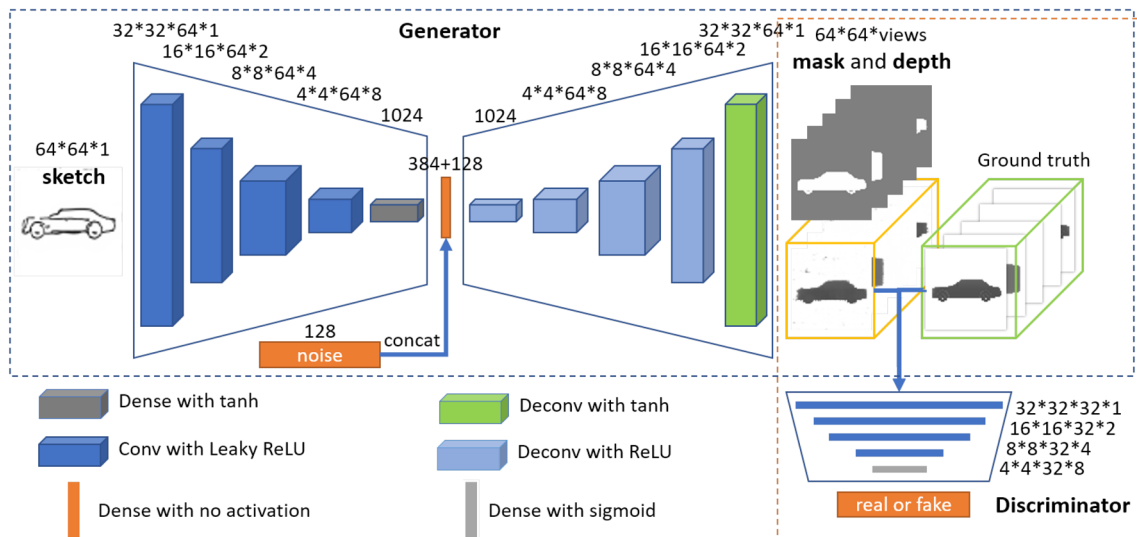 Generator
32*32*64*1
16*16*64*2
8*8*64*4
4*4*64*8
1024
64*64*1
sketch
384+128
128
noise
concat
1024
4*4*64*8
8*8*64*4
16*16*64*2
32*32*64*1
64*64*views
mask and depth
Ground truth
Dense with tanh
Conv with Leaky ReLU
Dense with no activation
Deconv with tanh
Deconv with ReLU
Dense with sigmoid
32*32*32*1
16*16*32*2
8*8*32*4
4*4*32*8
real or fake
Discriminator